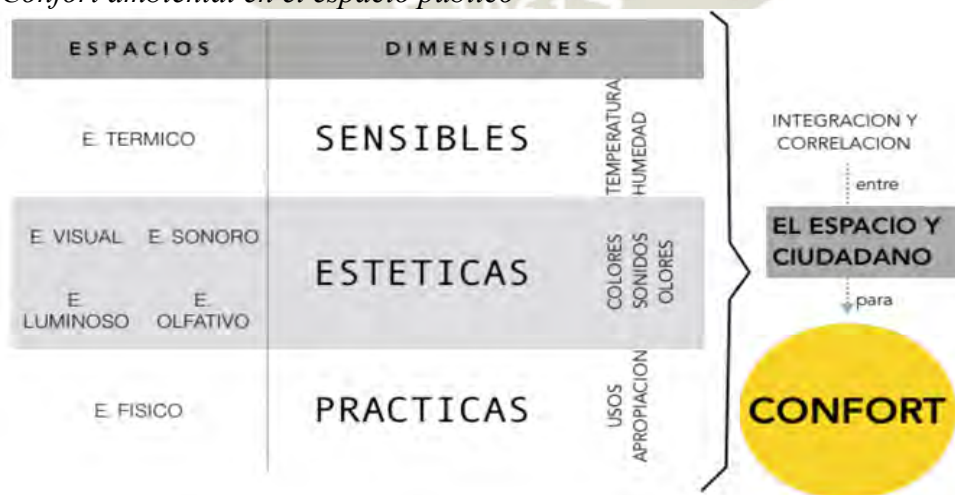 Confort ambiental en el espacio público
ESPACIOS
DIMENSIONES
E. TERMICO
SENSIBLES
TEMPERATURA
HUMEDAD
E. VISUAL
E. SONORO
E.
LUMINOSO
E.
OLFATIVO
ESTETICAS
COLORES
SONIDOS
OLORES
E. FISICO
PRACTICAS
USOS
APROPIACION
INTEGRACION Y
CORRELACION
entre
EL ESPACIO Y
CIUDADANO
para
CONFORT